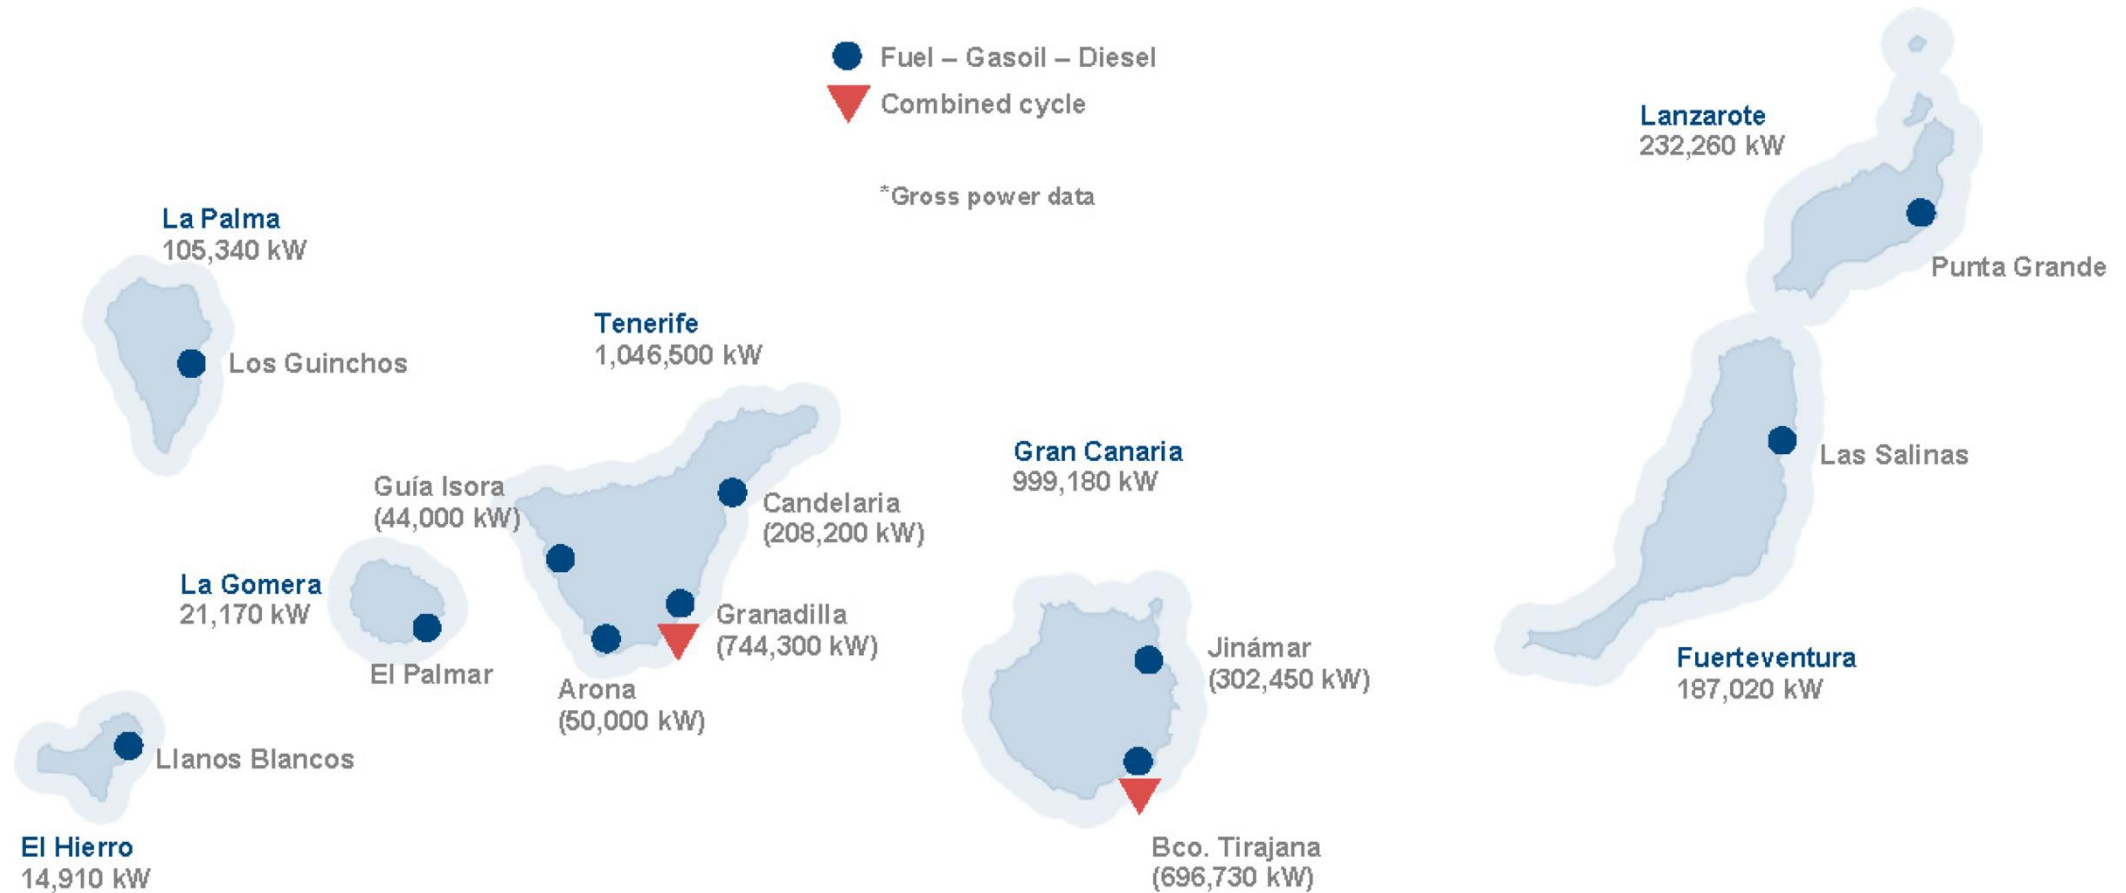 Fuel – Gasoil – Diesel
Combined cycle
*Gross power data
Lanzarote
232,260 kW
Punta Grande
La Palma
105,340 kW
Los Guinchos
Tenerife
1,046,500 kW
Guía Isora
(44,000 kW)
Candelaria
(208,200 kW)
Granadilla
(744,300 kW)
Arona
(50,000 kW)
Gran Canaria
999,180 kW
Jinámar
(302,450 kW)
Bco. Tirajana
(696,730 kW)
Las Salinas
Fuerteventura
187,020 kW
La Gomera
21,170 kW
El Palmar
Llanos Blancos
El Hierro
14,910 kW